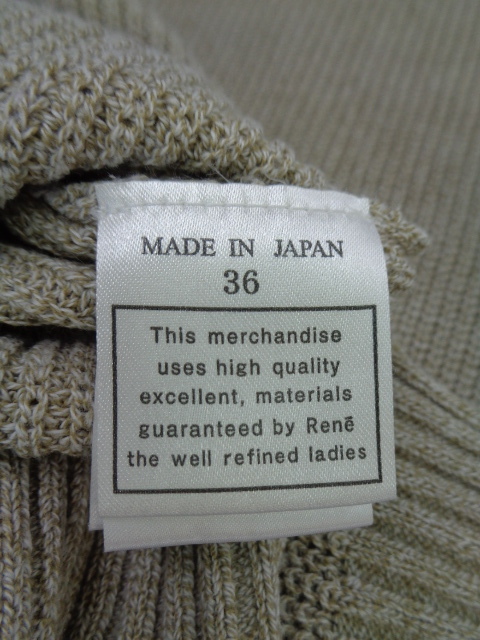 MADE IN JAPAN
36
This merchandise
uses high quality
excellent, materials
guaranteed by René
the well refined ladies